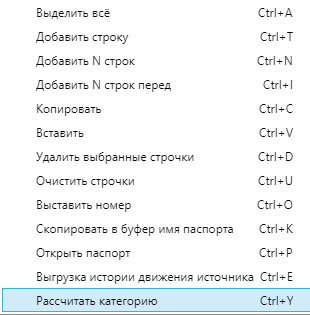 Выделить всё Ctrl+A
Добавить строку Ctrl+T
Добавить N строк Ctrl+N
Добавить N строк перед Ctrl+I
Копировать Ctrl+C
Вставить Ctrl+V
Удалить выбранные строчки Ctrl+D
Очистить строчки Ctrl+U
Выставить номер Ctrl+O
Скопировать в буфер имя паспорта Ctrl+K
Открыть паспорт Ctrl+P
Выгрузка истории движения источника Ctrl+E
Рассчитать категорию Ctrl+Y